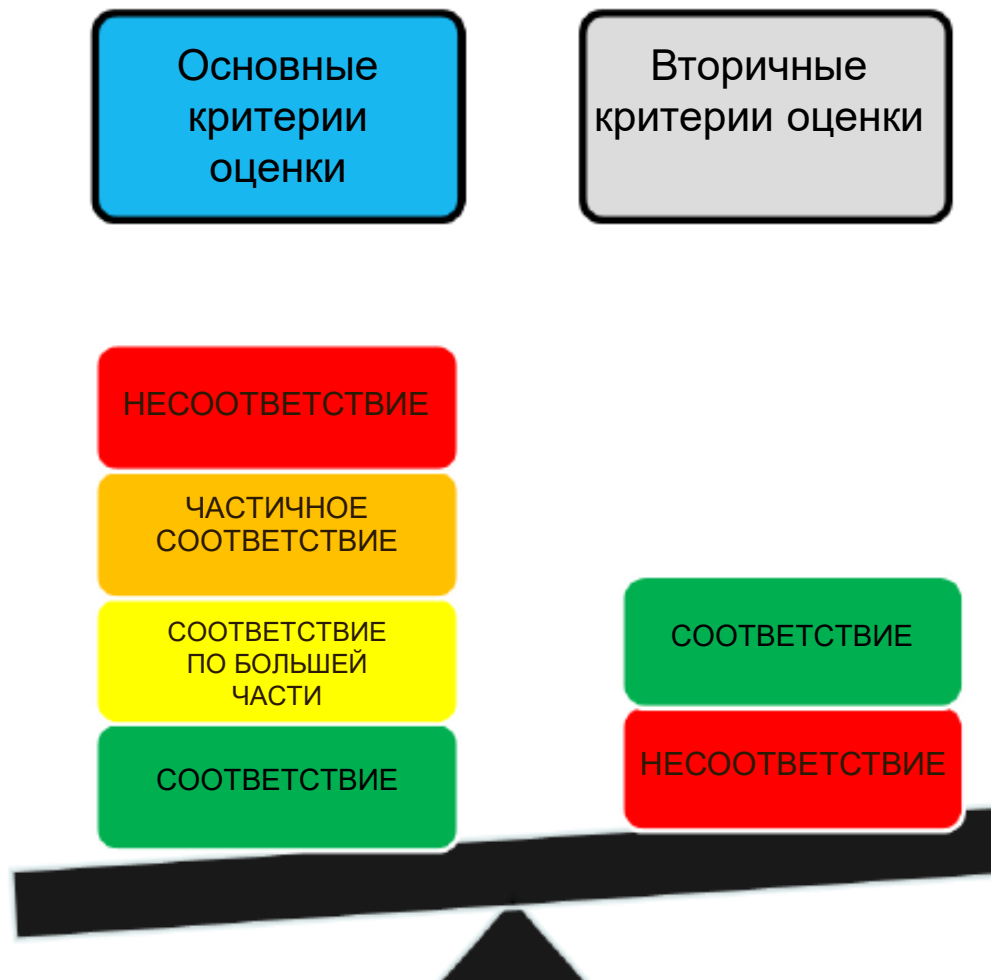 Основные
критерии
оценки
Вторичные
критерии оценки
НЕСООТВЕТСТВИЕ
ЧАСТИЧНОЕ
СООТВЕТСТВИЕ
СООТВЕТСТВИЕ
ПО БОЛЬШЕЙ
ЧАСТИ
СООТВЕТСТВИЕ
СООТВЕТСТВИЕ
НЕСООТВЕТСТВИЕ